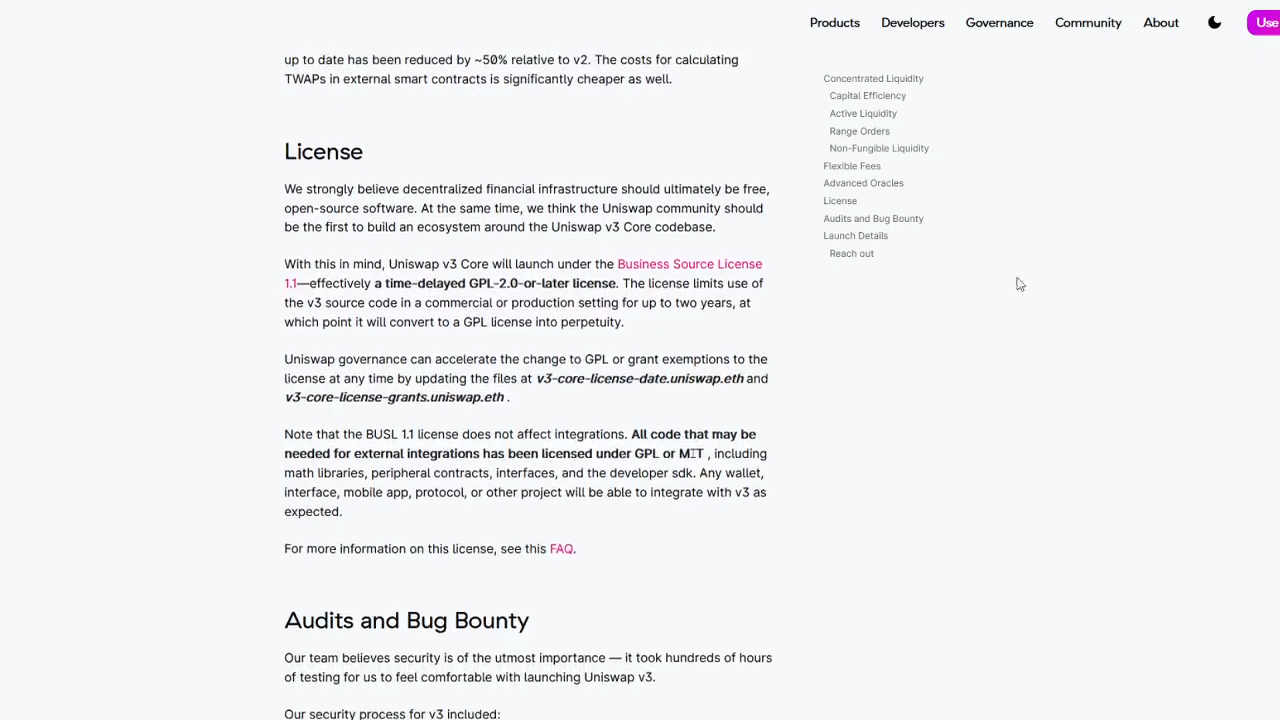 Products Developers Governance Community About Use
up to date has been reduced by ~50% relative to v2. The costs for calculating
TWAPs in external smart contracts is significantly cheaper as well.
License
We strongly believe decentralized financial infrastructure should ultimately be free,
open-source software. At the same time, we think the Uniswap community should
be the first to build an ecosystem around the Uniswap v3 Core codebase.
With this in mind, Uniswap v3 Core will launch under the Business Source License
1.1—effectively a time-delayed GPL-2.0-or-later license. The license limits use of
the v3 source code in a commercial or production setting for up to two years, at
which point it will convert to a GPL license into perpetuity.
Uniswap governance can accelerate the change to GPL or grant exemptions to the
license at any time by updating the files at v3-core-license-date.uniswap.eth and
v3-core-license-grants.uniswap.eth .
Note that the BUSL 1.1 license does not affect integrations. All code that may be
needed for external integrations has been licensed under GPL or MIT , including
math libraries, peripheral contracts, interfaces, and the developer sdk. Any wallet,
interface, mobile app, protocol, or other project will be able to integrate with v3 as
expected.
For more information on this license, see this FAQ.
Audits and Bug Bounty
Our team believes security is of the utmost importance — it took hundreds of hours
of testing for us to feel comfortable with launching Uniswap v3.
Our security process for v3 included:
Concentrated Liquidity
Capital Efficiency
Active Liquidity
Range Orders
Non-Fungible Liquidity
Flexible Fees
Advanced Oracles
License
Audits and Bug Bounty
Launch Details
Reach out